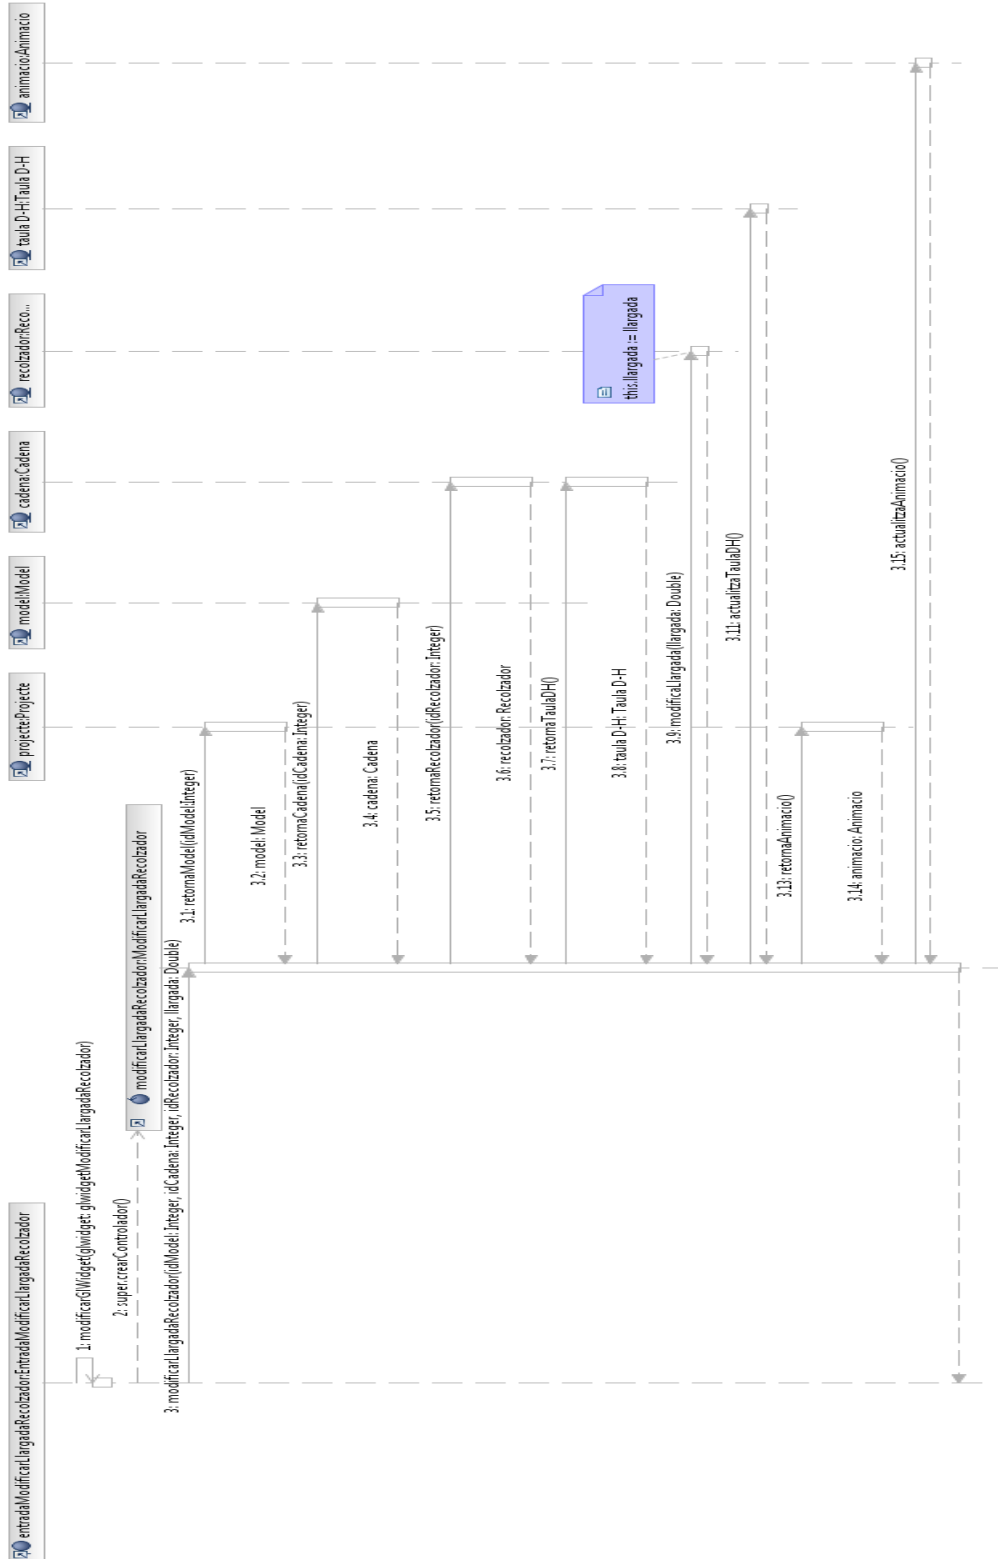 entradaModificarLlargadaRecolzador:EntradaModificarLlargadaRecolzador
projecte:Projecte
model:Model
cadena:Cadena
recolzador:Reco...
taula D-H:Taula D-H
animacio:Animacio
1: modificarGlWidget(glwidget: glwidgetModificarLlargadaRecolzador)
2: super.crearControlador()
modificarLlargadaRecolzador:ModificarLlargadaRecolzador
3: modificarLlargadaRecolzador(idModel: Integer, idCadena: Integer, idRecolzador: Integer, llargada: Double)
3.1: retornaModel(idModel:Integer)
3.2: model: Model
3.3: retornaCadena(idCadena: Integer)
3.4: cadena: Cadena
3.5: retornaRecolzador(idRecolzador: Integer)
3.6: recolzador: Recolzador
3.7: retornaTaulaDH()
3.8: taula D-H: Taula D-H
this.llargada := llargada
3.9: modificaLlargada(llargada: Double)
3.11: actualitzaTaulaDH()
3.13: retornAnimacio()
3.14: animacio: Animacio
3.15: actualitzaAnimacio()